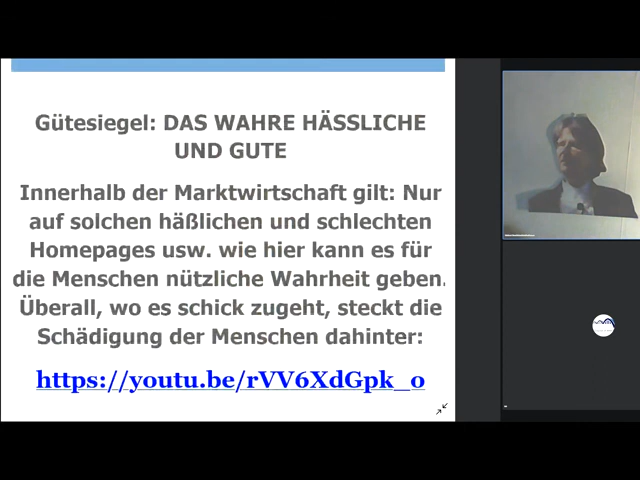 Gütesiegel: DAS WAHRE HÄSSLICHE
UND GUTE
Innerhalb der Marktwirtschaft gilt: Nur
auf solchen häßlichen und schlechten
Homepages usw. wie hier kann es für
die Menschen nützliche Wahrheit geben.
Überall, wo es schick zugeht, steckt die
Schädigung der Menschen dahinter:
https://youtu.be/rVV6XdGpk_0